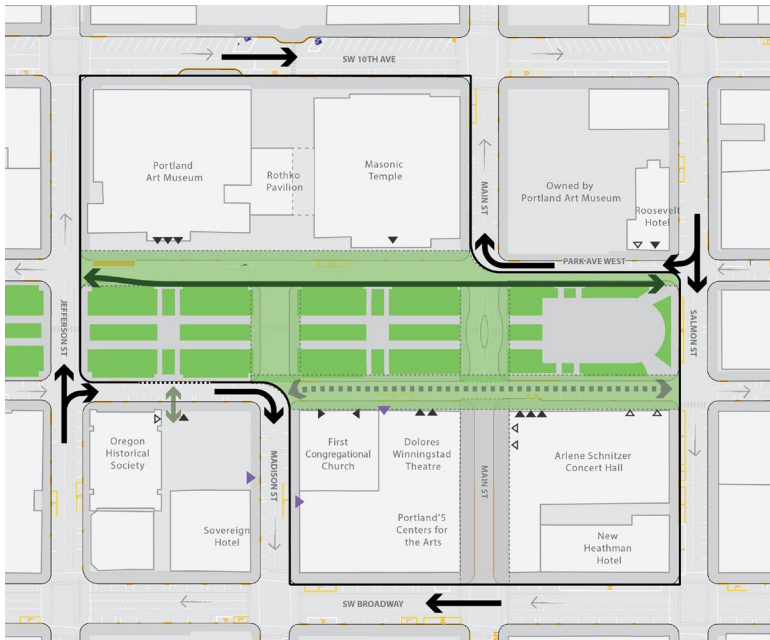 SW 10TH AVE
Portland
Art Museum
Rothko
Pavilion
Masonic
Temple
MAIN ST
Owned by
Portland Art Museum
Roosevelt
Hotel
PARK AVE WEST
JEFFERSON ST
SALMON ST
Oregon
Historical
Society
Sovereign
Hotel
MADISON ST
First
Congregational
Church
Dolores
Winningstad
Theatre
Portland'5
Centers for
the Arts
MAIN ST
Arlene Schnitzer
Concert Hall
New
Heathman
Hotel
SW BROADWAY